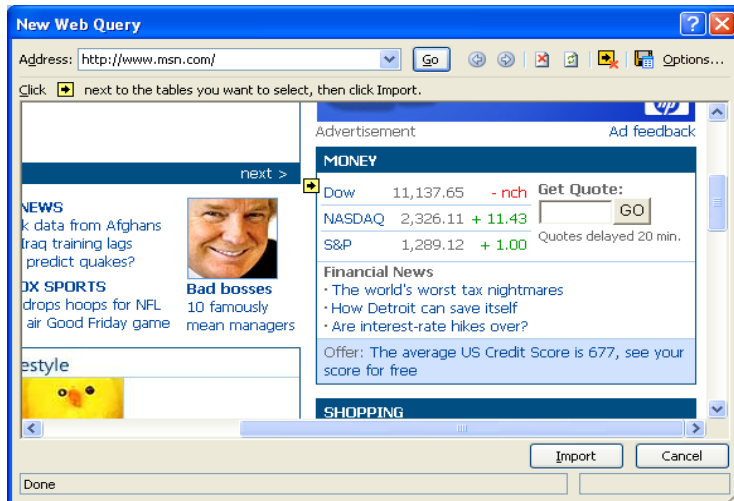 New Web Query
Address: http://www.msn.com/ Go Options...
Click next to the tables you want to select, then click Import.
hp
Advertisement Ad feedback
next >
NEWS
k data from Afghans
Iraq training lags
predict quakes?
OX SPORTS
drops hoops for NFL
air Good Friday game
Bad bosses
10 famously
mean managers
estyle
MONEY
Dow 11,137.65 - nch
NASDAQ 2,326.11 + 11.43
S&P 1,289.12 + 1.00
Get Quote:
GO
Quotes delayed 20 min.
Financial News
· The world's worst tax nightmares
· How Detroit can save itself
· Are interest-rate hikes over?
Offer: The average US Credit Score is 677, see your
score for free
SHOPPING
Import Cancel
Done